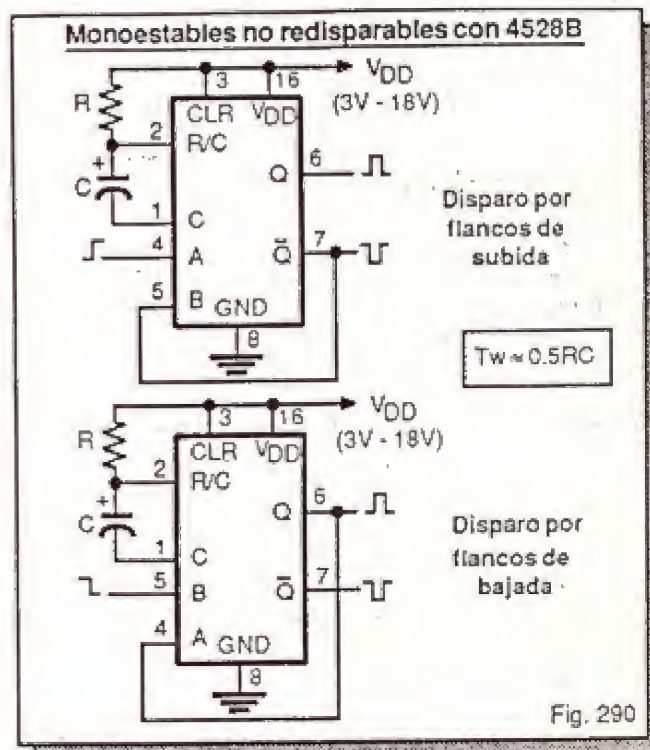 Monoestables no redisparables con 4528B
3 16 VDD
(3V - 18V)
R
2
CLR VDD
R/C
C +
1
C
Q 6
4
A
Q̄ 7
5
B GND
8
Disparo por
flancos de
subida
Tw ≈ 0.5RC
3 16 VDD
(3V - 18V)
R
2
CLR VDD
R/C
C +
1
C
Q 6
5
B
Q̄ 7
4
A GND
8
Disparo por
flancos de
bajada
Fig. 290